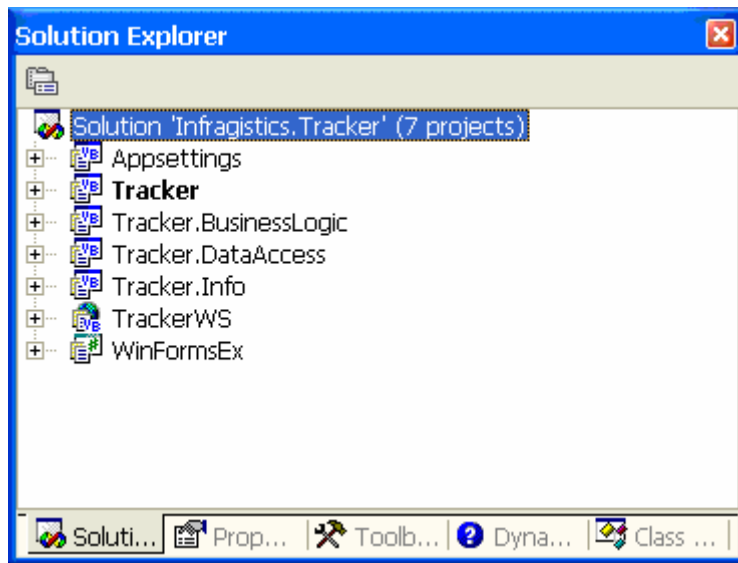 Solution Explorer
Solution 'Infragistics.Tracker' (7 projects)
Appsettings
Tracker
Tracker.BusinessLogic
Tracker.DataAccess
Tracker.Info
TrackerWS
WinFormsEx
Soluti... Prop... Toolb... Dyna... Class ...